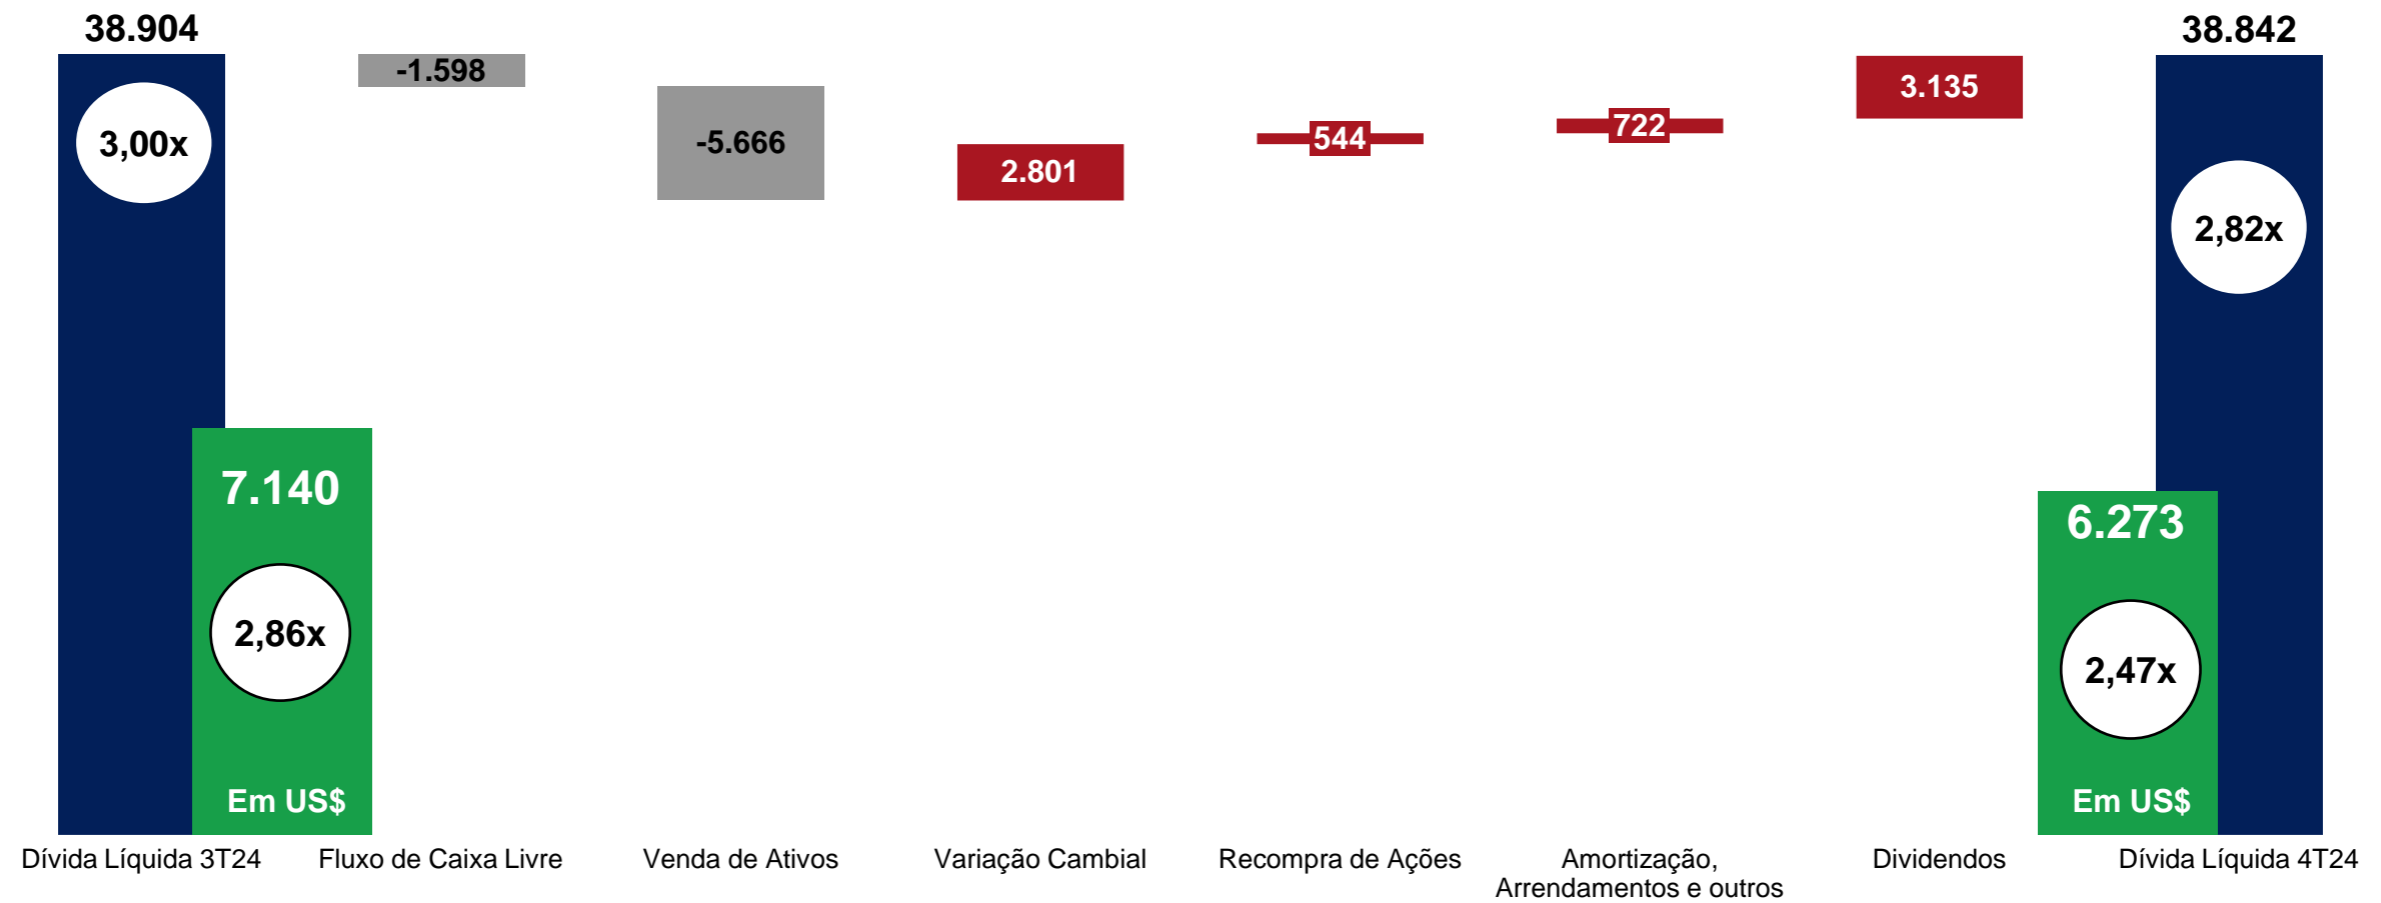 38.904
3,00x
7.140
2,86x
Em US$
-1.598
-5.666
2.801
544
722
3.135
38.842
2,82x
6.273
2,47x
Em US$
Dívida Líquida 3T24
Fluxo de Caixa Livre
Venda de Ativos
Variação Cambial
Recompra de Ações
Amortização,
Arrendamentos e outros
Dividendos
Dívida Líquida 4T24